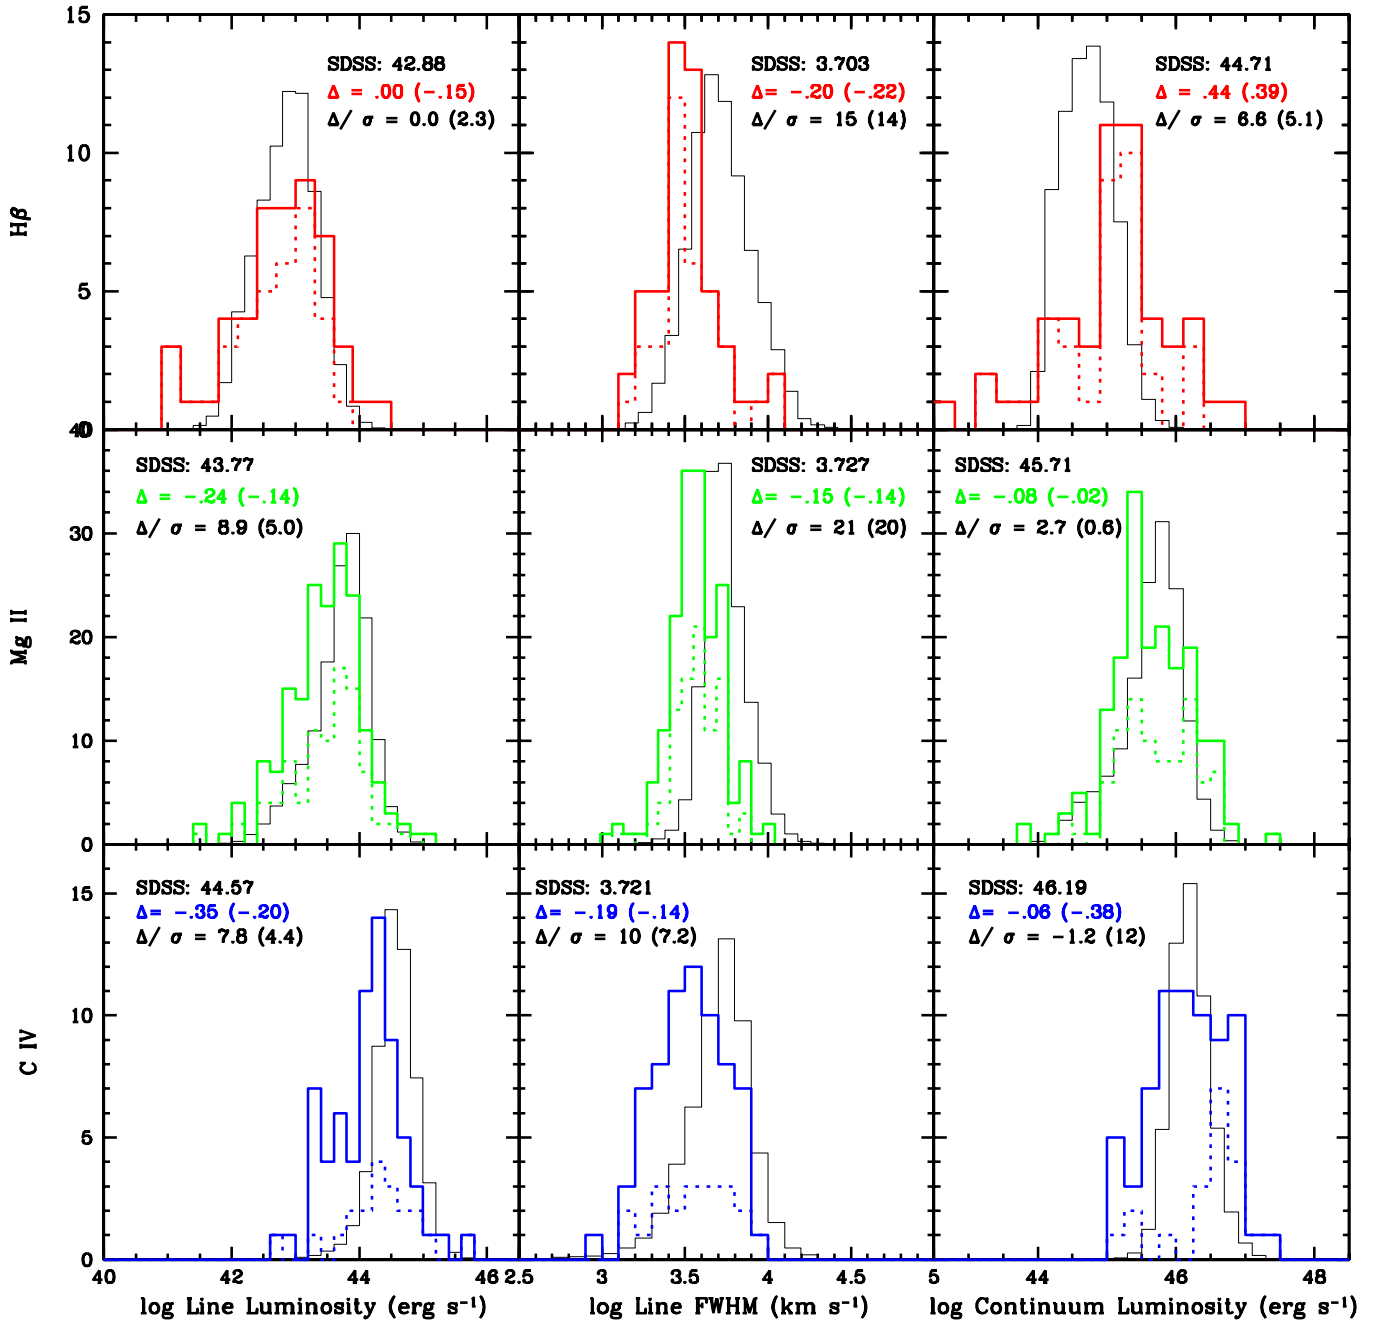 15
SDSS: 42.88
Δ = .00 (-.15)
Δ/ σ = 0.0 (2.3)
SDSS: 3.703
Δ= -.20 (-.22)
Δ/ σ = 15 (14)
SDSS: 44.71
Δ = .44 (.39)
Δ/ σ = 6.6 (5.1)
10
Hβ
5
0
40
SDSS: 43.77
Δ = -.24 (-.14)
Δ/ σ = 8.9 (5.0)
SDSS: 3.727
Δ= -.15 (-.14)
Δ/ σ = 21 (20)
SDSS: 45.71
Δ= -.08 (-.02)
Δ/ σ = 2.7 (0.6)
30
Mg II
20
10
0
SDSS: 44.57
Δ= -.35 (-.20)
Δ/ σ = 7.8 (4.4)
SDSS: 3.721
Δ= -.19 (-.14)
Δ/ σ = 10 (7.2)
SDSS: 46.19
Δ= -.06 (-.38)
Δ/ σ = -1.2 (12)
15
10
C IV
5
0
40 42 44 46 2.5 3 3.5 4 4.5 5 44 46 48
log Line Luminosity (erg s⁻¹) log Line FWHM (km s⁻¹) log Continuum Luminosity (erg s⁻¹)